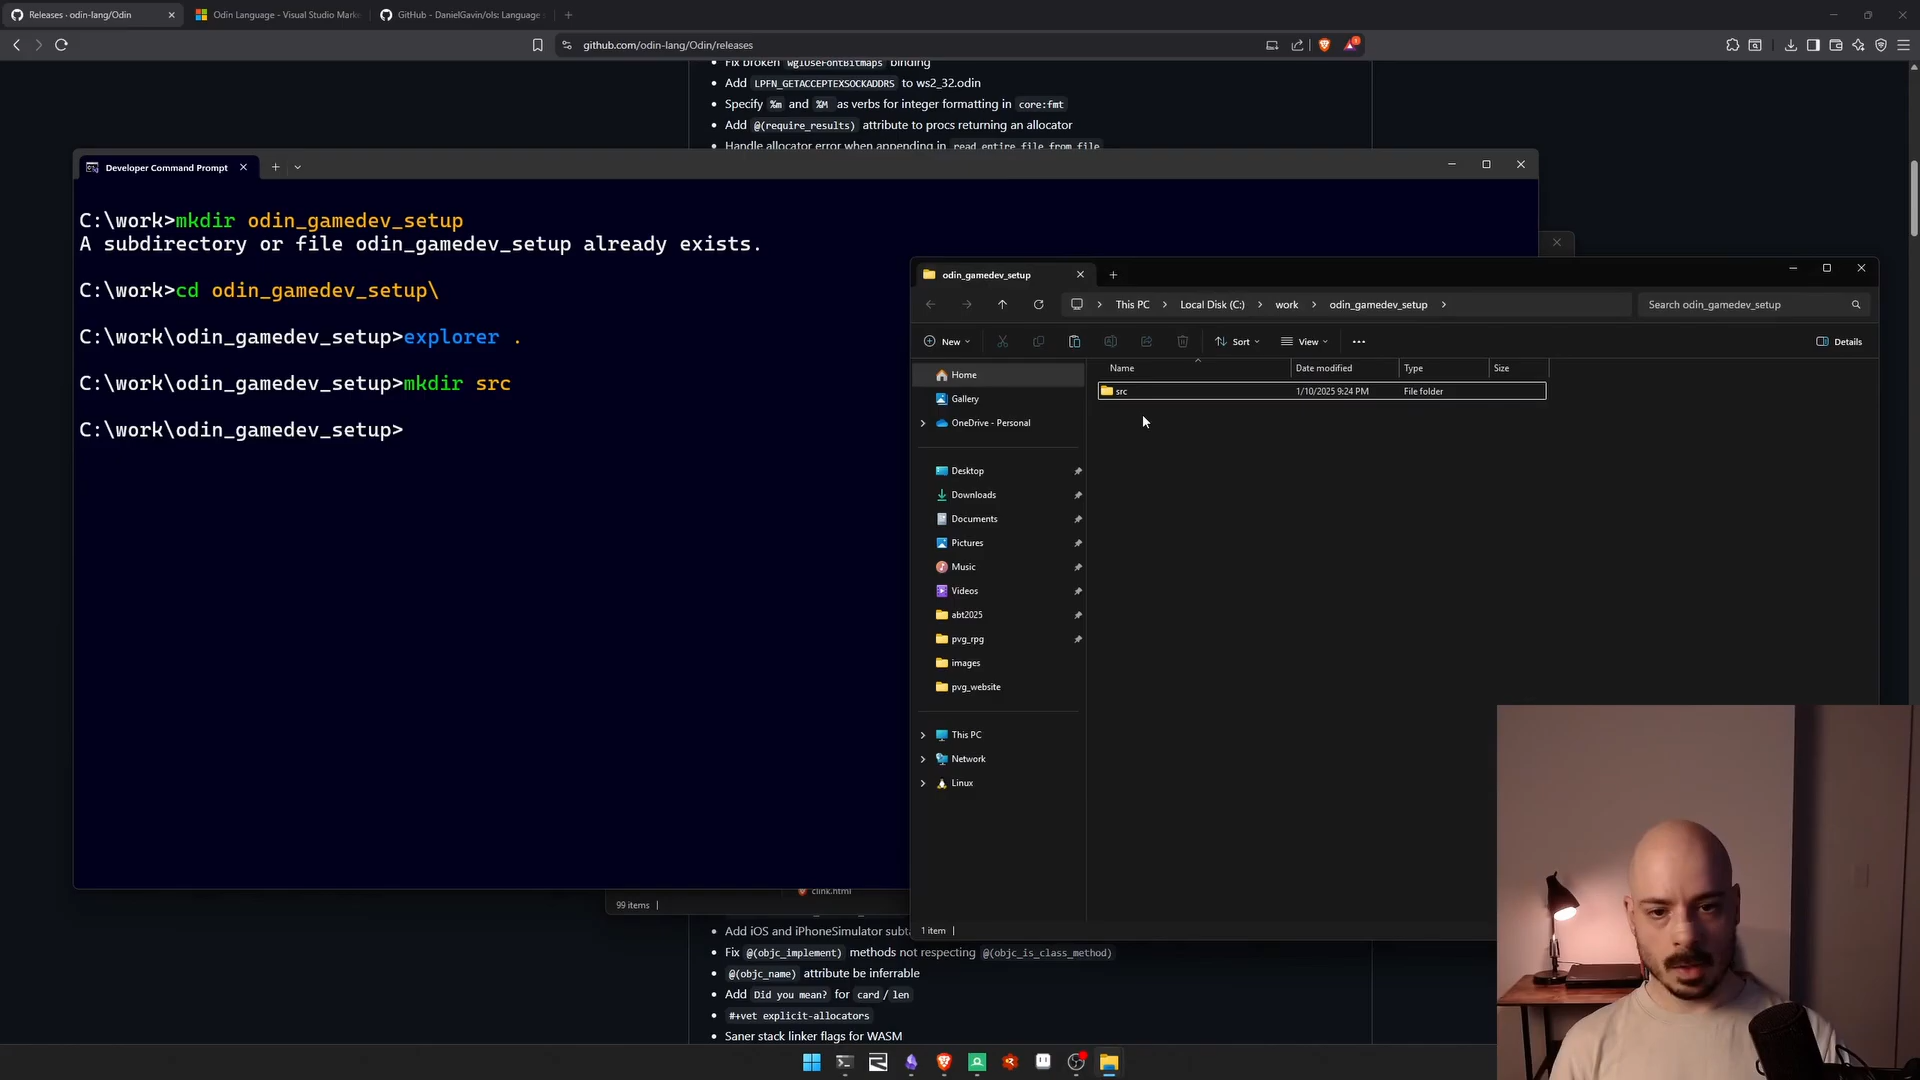 Releases · odin-lang/Odin
Odin Language - Visual Studio Marke
GitHub - DanielGavin/ols: Language
github.com/odin-lang/Odin/releases
Fix broken wglUseFontBitmaps binding
Add LPFN_GETACCEPTEXSOCKADDRS to ws2_32.odin
Specify %m and %M as verbs for integer formatting in core:fmt
Add @(require_results) attribute to procs returning an allocator
Handle allocator error when appending in read_entire_file_from_file
Developer Command Prompt
C:\work>mkdir odin_gamedev_setup
A subdirectory or file odin_gamedev_setup already exists.
C:\work>cd odin_gamedev_setup\
C:\work\odin_gamedev_setup>explorer .
C:\work\odin_gamedev_setup>mkdir src
C:\work\odin_gamedev_setup>
odin_gamedev_setup
This PC > Local Disk (C:) > work > odin_gamedev_setup >
Search odin_gamedev_setup
New
Sort
View
Details
Name
Date modified
Type
Size
src
1/10/2025 9:24 PM
File folder
Home
Gallery
OneDrive - Personal
Desktop
Downloads
Documents
Pictures
Music
Videos
abt2025
pvg_rpg
images
pvg_website
This PC
Network
Linux
1 item
clink.html
99 items
Add iOS and iPhoneSimulator subta
Fix @(objc_implement) methods not respecting @(objc_is_class_method)
@(objc_name) attribute be inferrable
Add Did you mean? for card / len
#+vet explicit-allocators
Saner stack linker flags for WASM